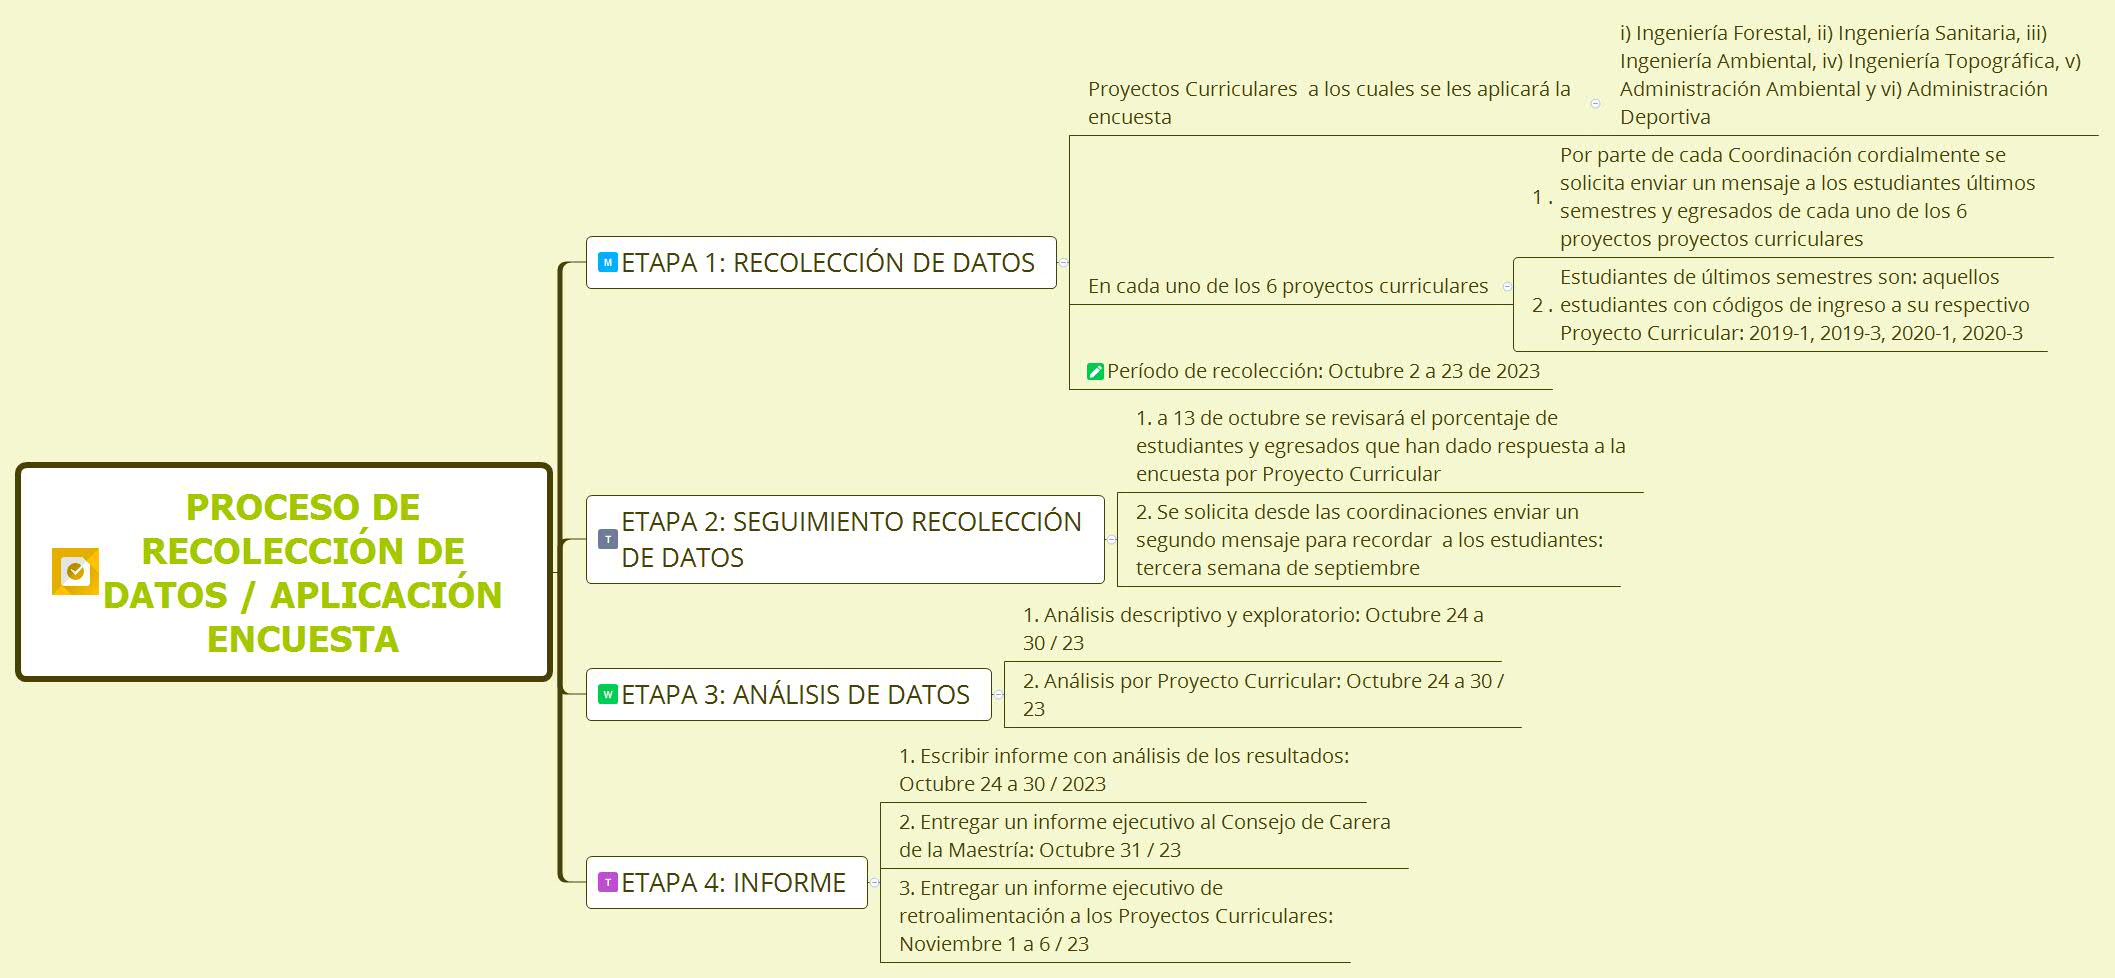 PROCESO DE
RECOLECCIÓN DE
DATOS / APLICACIÓN
ENCUESTA
M
ETAPA 1: RECOLECCIÓN DE DATOS
Proyectos Curriculares  a los cuales se les aplicará la
encuesta
i) Ingeniería Forestal, ii) Ingeniería Sanitaria, iii)
Ingeniería Ambiental, iv) Ingeniería Topográfica, v)
Administración Ambiental y vi) Administración
Deportiva
En cada uno de los 6 proyectos curriculares
1 .
Por parte de cada Coordinación cordialmente se
solicita enviar un mensaje a los estudiantes últimos
semestres y egresados de cada uno de los 6
proyectos proyectos curriculares
2 .
Estudiantes de últimos semestres son: aquellos
estudiantes con códigos de ingreso a su respectivo
Proyecto Curricular: 2019-1, 2019-3, 2020-1, 2020-3
Período de recolección: Octubre 2 a 23 de 2023
T
ETAPA 2: SEGUIMIENTO RECOLECCIÓN
DE DATOS
1. a 13 de octubre se revisará el porcentaje de
estudiantes y egresados que han dado respuesta a la
encuesta por Proyecto Curricular
2. Se solicita desde las coordinaciones enviar un
segundo mensaje para recordar  a los estudiantes:
tercera semana de septiembre
W
ETAPA 3: ANÁLISIS DE DATOS
1. Análisis descriptivo y exploratorio: Octubre 24 a
30 / 23
2. Análisis por Proyecto Curricular: Octubre 24 a 30 /
23
T
ETAPA 4: INFORME
1. Escribir informe con análisis de los resultados:
Octubre 24 a 30 / 2023
2. Entregar un informe ejecutivo al Consejo de Carera
de la Maestría: Octubre 31 / 23
3. Entregar un informe ejecutivo de
retroalimentación a los Proyectos Curriculares:
Noviembre 1 a 6 / 23